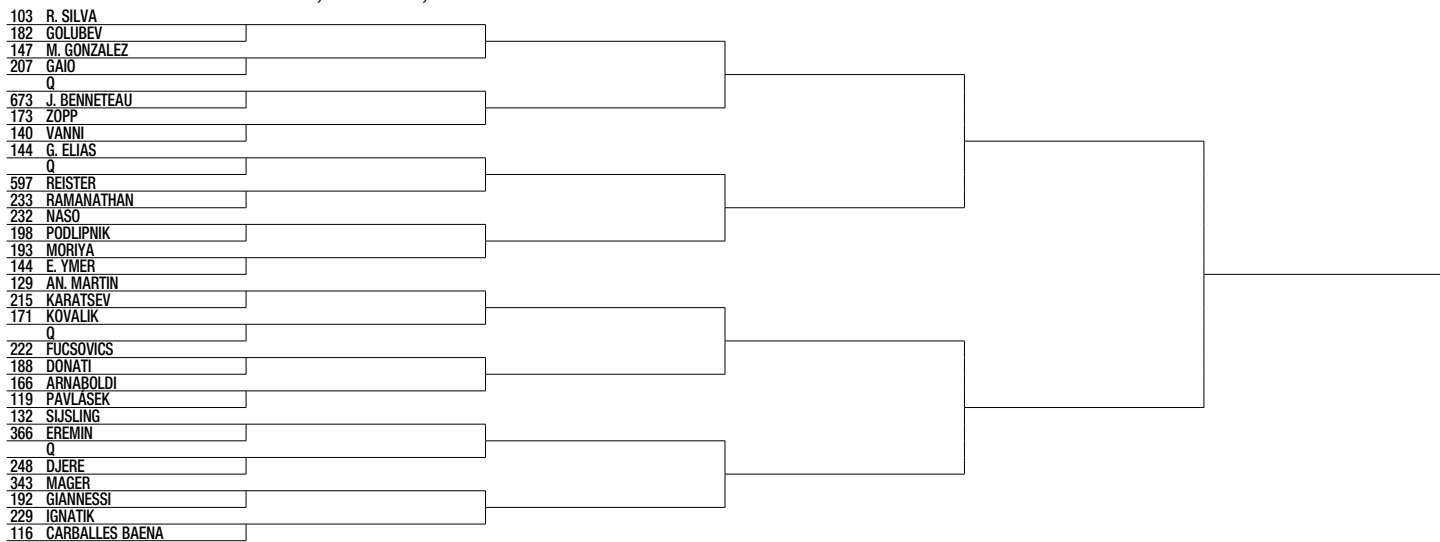 103 R. SILVA
182 GOLUBEV
147 M. GONZALEZ
207 GAIO
Q
673 J. BENNETEAU
173 ZOPP
140 VANNI
144 G. ELIAS
Q
597 REISTER
233 RAMANATHAN
232 NASO
198 PODLIPNIK
193 MORIYA
144 E. YMER
129 AN. MARTIN
215 KARATSEV
171 KOVALIK
Q
222 FUCSOVICS
188 DONATI
166 ARNABOLDI
119 PAVLÁSEK
132 SIJSLING
366 EREMIN
Q
248 DJERE
343 MAGER
192 GIANNESSI
229 IGNATIK
116 CARBALLES BAENA